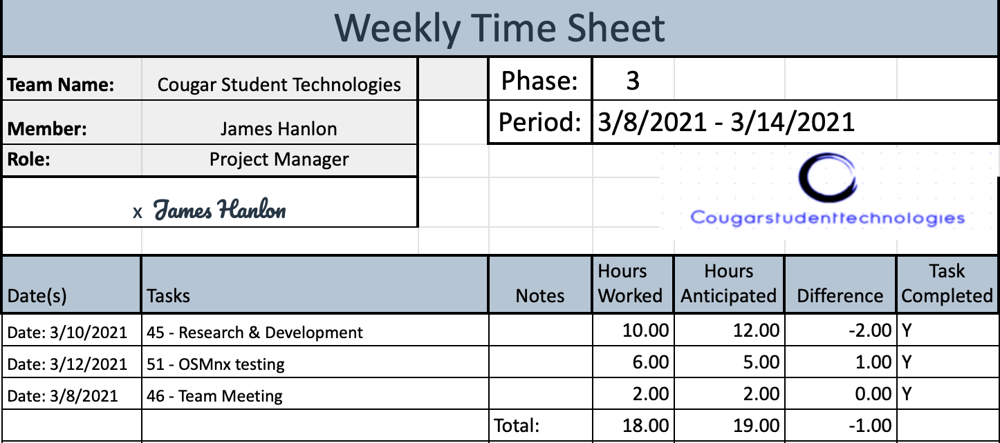 Weekly Time Sheet
Team Name: Cougar Student Technologies Phase: 3
Member: James Hanlon Period: 3/8/2021 - 3/14/2021
Role: Project Manager
x James Hanlon
Cougarstudenttechnologies
Date(s) Tasks Notes Hours Worked Hours Anticipated Difference Task Completed
Date: 3/10/2021 45 - Research & Development 10.00 12.00 -2.00 Y
Date: 3/12/2021 51 - OSMnx testing 6.00 5.00 1.00 Y
Date: 3/8/2021 46 - Team Meeting 2.00 2.00 0.00 Y
Total: 18.00 19.00 -1.00